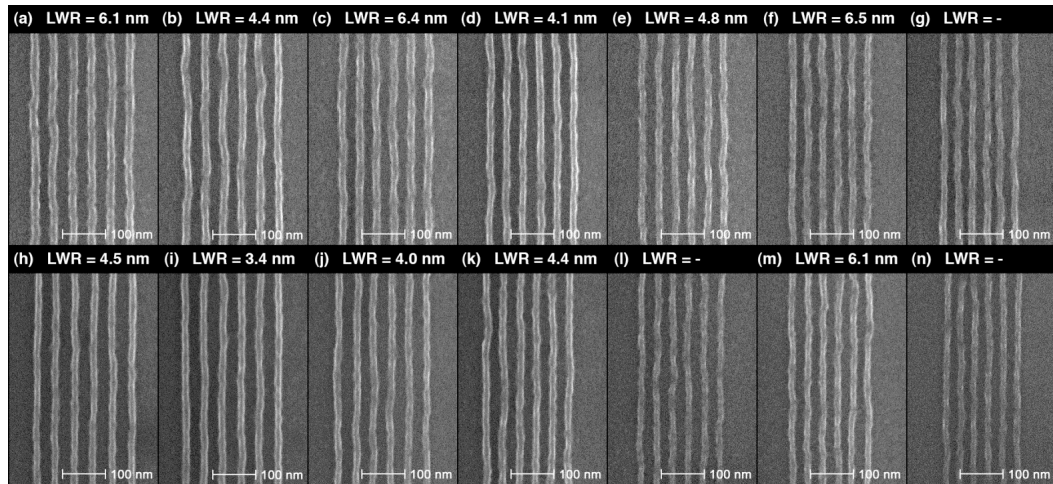 (a) LWR = 6.1 nm (b) LWR = 4.4 nm (c) LWR = 6.4 nm (d) LWR = 4.1 nm (e) LWR = 4.8 nm (f) LWR = 6.5 nm (g) LWR = -
100 nm 100 nm 100 nm 100 nm 100 nm 100 nm 100 nm
(h) LWR = 4.5 nm (i) LWR = 3.4 nm (j) LWR = 4.0 nm (k) LWR = 4.4 nm (l) LWR = - (m) LWR = 6.1 nm (n) LWR = -
100 nm 100 nm 100 nm 100 nm 100 nm 100 nm 100 nm